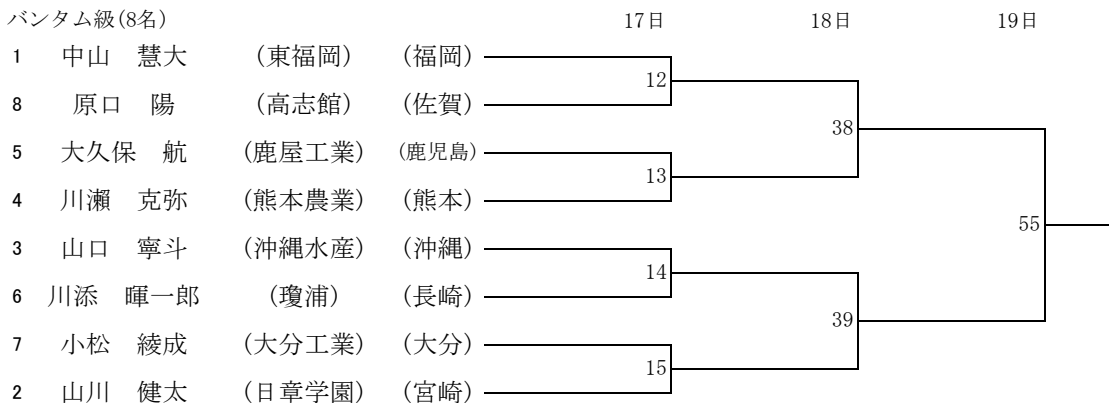 バンタム級(8名) 17日 18日 19日
1 中山 慧大 (東福岡) (福岡)
12
8 原口 陽 (高志館) (佐賀)
38
5 大久保 航 (鹿屋工業) (鹿児島)
13
4 川瀬 克弥 (熊本農業) (熊本)
55
3 山口 寧斗 (沖縄水産) (沖縄)
14
6 川添 暉一郎 (瓊浦) (長崎)
39
7 小松 綾成 (大分工業) (大分)
15
2 山川 健太 (日章学園) (宮崎)